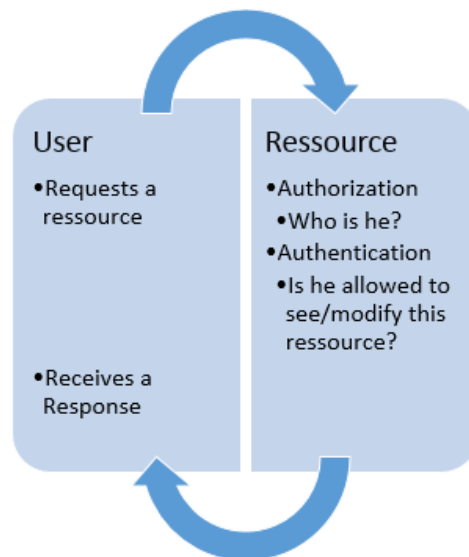 User
•Requests a
ressource
•Receives a
Response
Ressource
•Authorization
•Who is he?
•Authentication
•Is he allowed to
see/modify this
ressource?